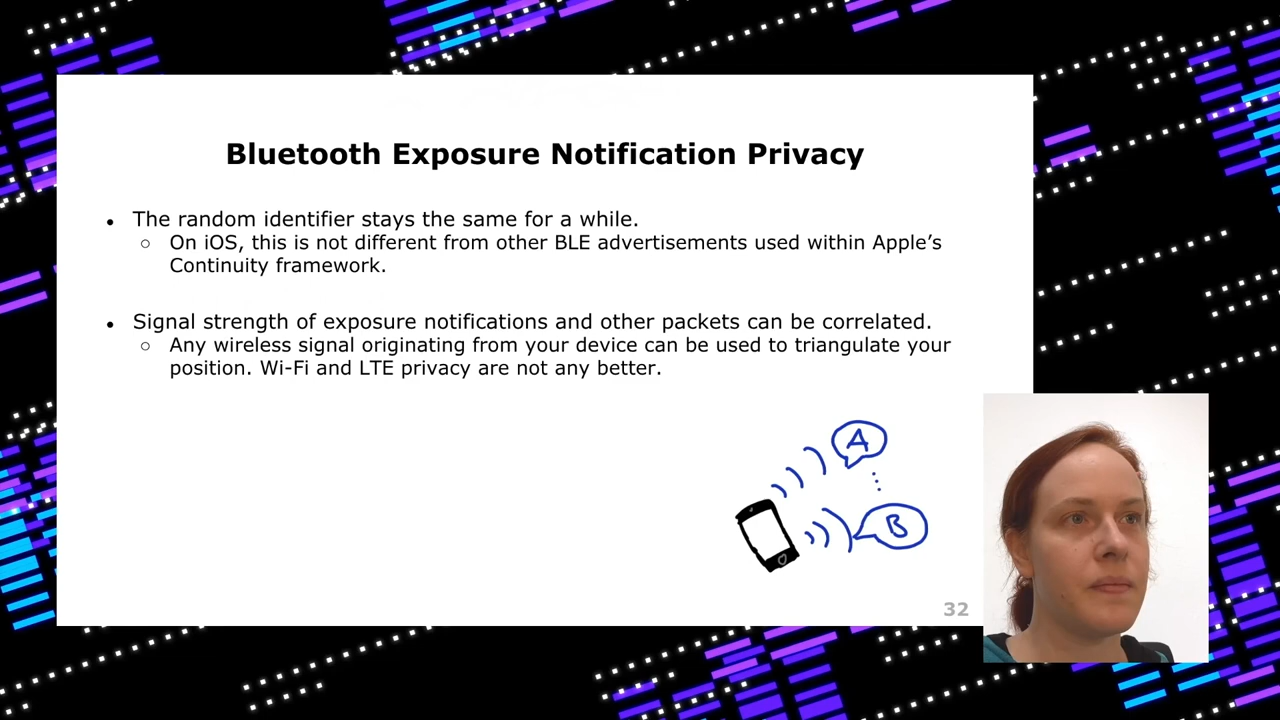 Bluetooth Exposure Notification Privacy
• The random identifier stays the same for a while.
○ On iOS, this is not different from other BLE advertisements used within Apple’s
Continuity framework.
• Signal strength of exposure notifications and other packets can be correlated.
○ Any wireless signal originating from your device can be used to triangulate your
position. Wi-Fi and LTE privacy are not any better.
A
B
32